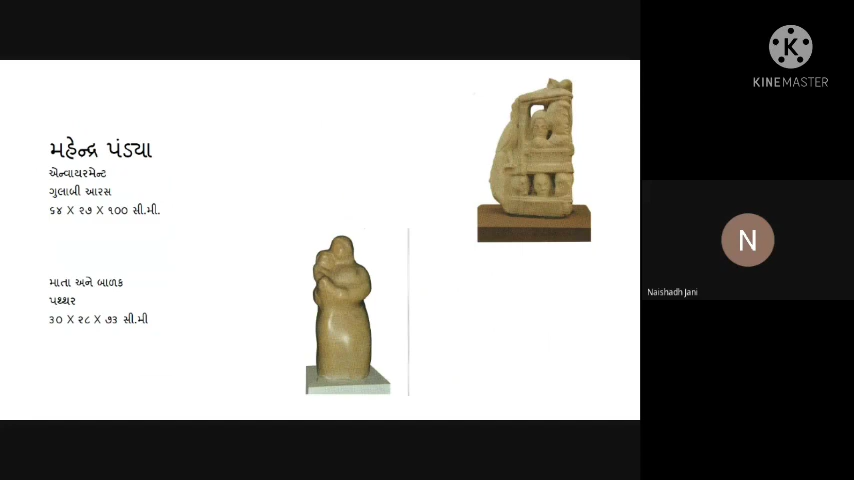 મહેન્દ્ર પંડ્યા
એન્વાયરમેન્ટ
ગુલાબી આરસ
૬૪ X ૨૭ X ૧૦૦ સી.મી.
માતા અને બાળક
પથ્થર
૩૦ X ૨૮ X ૭૩ સી.મી
K
KINEMASTER
N
Naishadh Jani